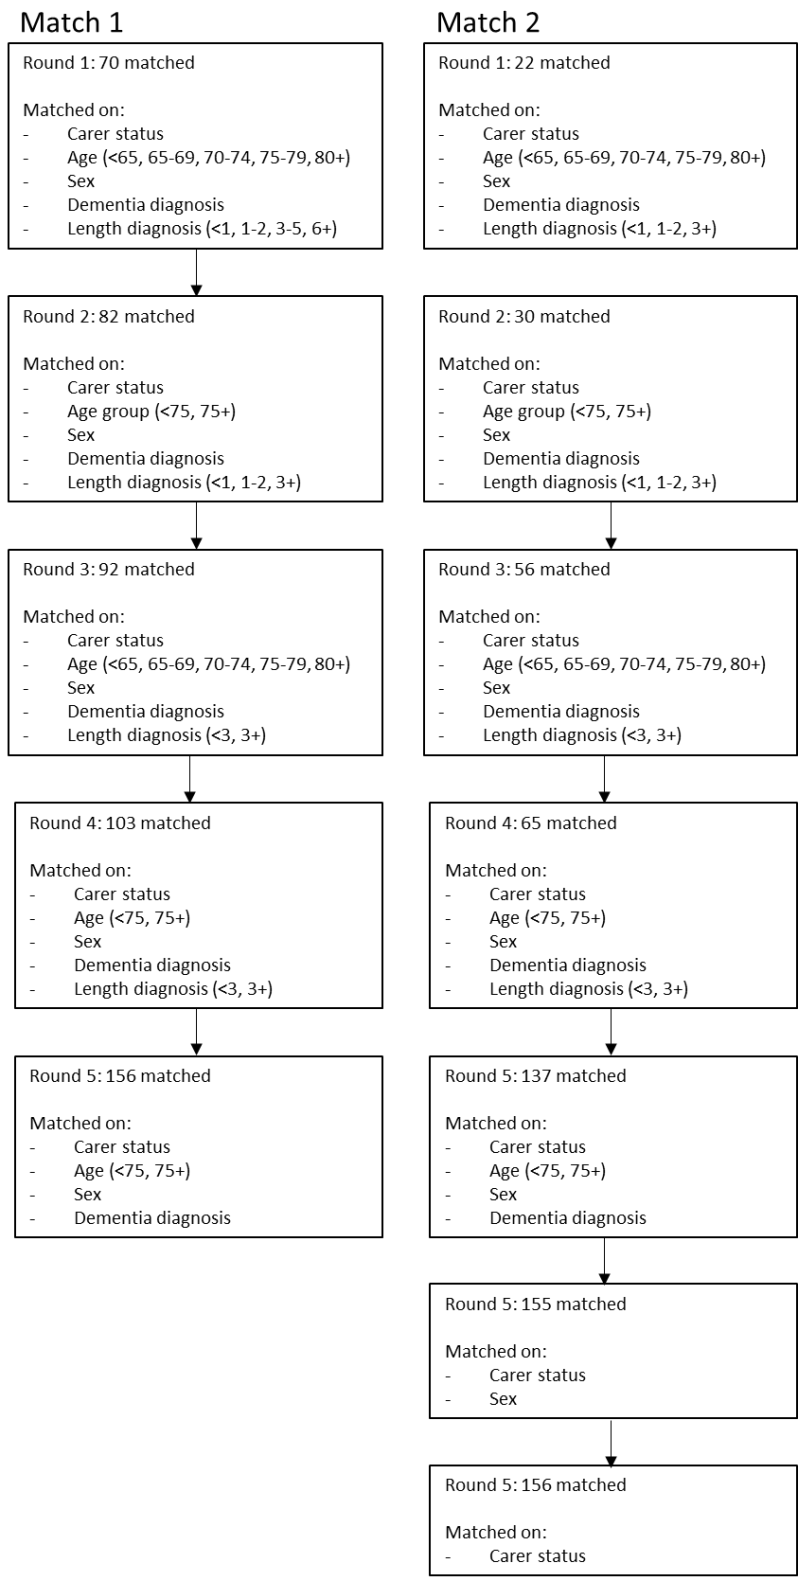 Match 1
Round 1: 70 matched
Matched on:
- Carer status
- Age (<65, 65-69, 70-74, 75-79, 80+)
- Sex
- Dementia diagnosis
- Length diagnosis (<1, 1-2, 3-5, 6+)
Round 2: 82 matched
Matched on:
- Carer status
- Age group (<75, 75+)
- Sex
- Dementia diagnosis
- Length diagnosis (<1, 1-2, 3+)
Round 3: 92 matched
Matched on:
- Carer status
- Age (<65, 65-69, 70-74, 75-79, 80+)
- Sex
- Dementia diagnosis
- Length diagnosis (<3, 3+)
Round 4: 103 matched
Matched on:
- Carer status
- Age (<75, 75+)
- Sex
- Dementia diagnosis
- Length diagnosis (<3, 3+)
Round 5: 156 matched
Matched on:
- Carer status
- Age (<75, 75+)
- Sex
- Dementia diagnosis
Match 2
Round 1: 22 matched
Matched on:
- Carer status
- Age (<65, 65-69, 70-74, 75-79, 80+)
- Sex
- Dementia diagnosis
- Length diagnosis (<1, 1-2, 3+)
Round 2: 30 matched
Matched on:
- Carer status
- Age group (<75, 75+)
- Sex
- Dementia diagnosis
- Length diagnosis (<1, 1-2, 3+)
Round 3: 56 matched
Matched on:
- Carer status
- Age (<65, 65-69, 70-74, 75-79, 80+)
- Sex
- Dementia diagnosis
- Length diagnosis (<3, 3+)
Round 4: 65 matched
Matched on:
- Carer status
- Age (<75, 75+)
- Sex
- Dementia diagnosis
- Length diagnosis (<3, 3+)
Round 5: 137 matched
Matched on:
- Carer status
- Age (<75, 75+)
- Sex
- Dementia diagnosis
Round 5: 155 matched
Matched on:
- Carer status
- Sex
Round 5: 156 matched
Matched on:
- Carer status